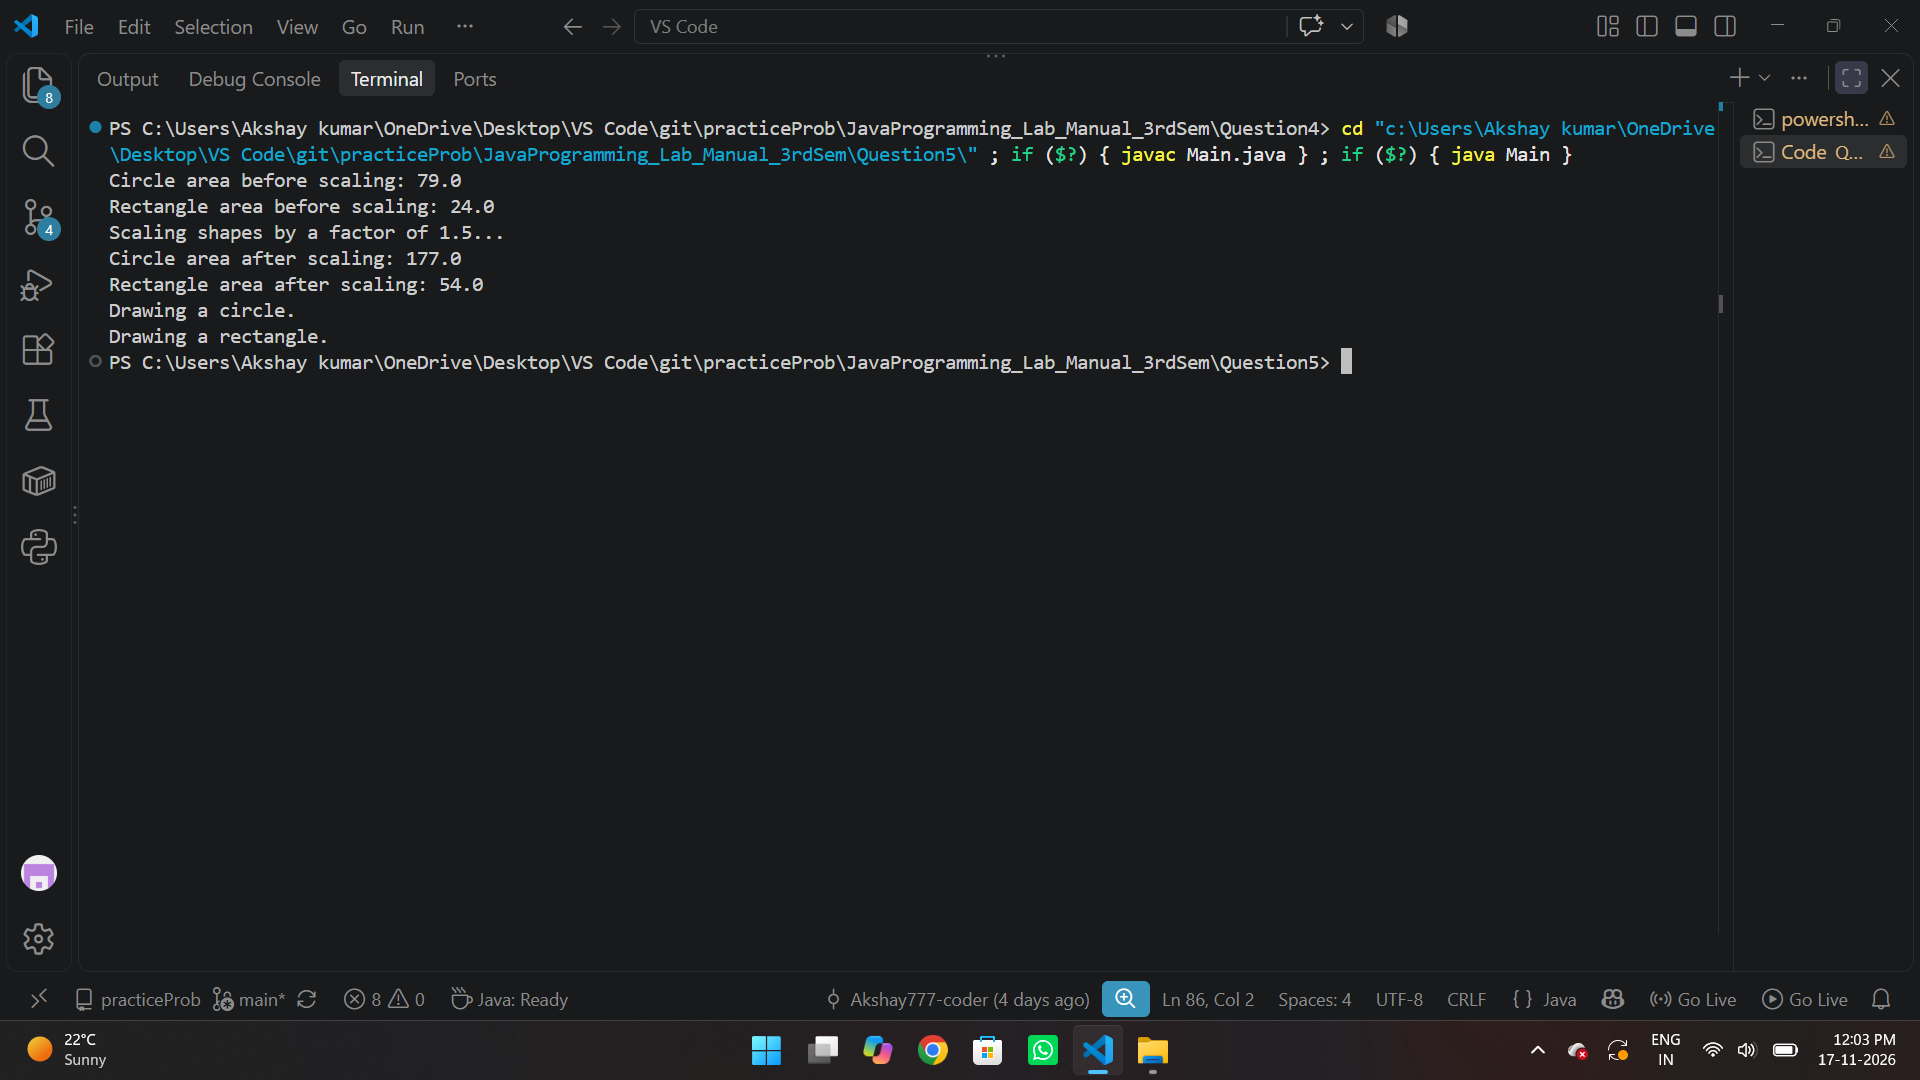 File Edit Selection View Go Run ··· VS Code
Output Debug Console Terminal Ports
8
4
PS C:\Users\Akshay kumar\OneDrive\Desktop\VS Code\git\practiceProb\JavaProgramming_Lab_Manual_3rdSem\Question4> cd "c:\Users\Akshay kumar\OneDrive
\Desktop\VS Code\git\practiceProb\JavaProgramming_Lab_Manual_3rdSem\Question5\" ; if ($?) { javac Main.java } ; if ($?) { java Main }
Circle area before scaling: 79.0
Rectangle area before scaling: 24.0
Scaling shapes by a factor of 1.5...
Circle area after scaling: 177.0
Rectangle area after scaling: 54.0
Drawing a circle.
Drawing a rectangle.
PS C:\Users\Akshay kumar\OneDrive\Desktop\VS Code\git\practiceProb\JavaProgramming_Lab_Manual_3rdSem\Question5>
powersh...
Code Q...
practiceProb main* 8 0 Java: Ready Akshay777-coder (4 days ago) Ln 86, Col 2 Spaces: 4 UTF-8 CRLF { } Java Go Live Go Live
22°C
Sunny
ENG
IN
12:03 PM
17-11-2026